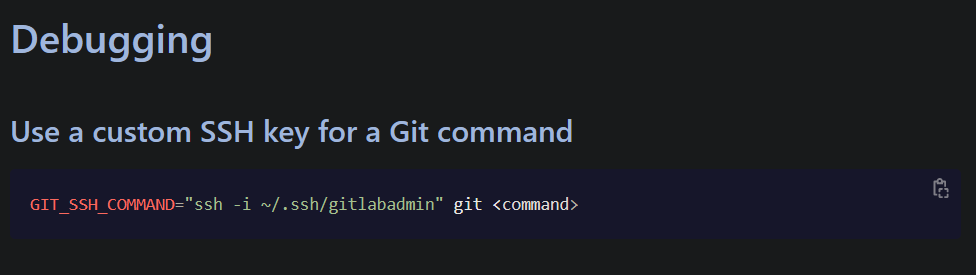 Debugging
Use a custom SSH key for a Git command
GIT_SSH_COMMAND="ssh -i ~/.ssh/gitlabadmin" git <command>